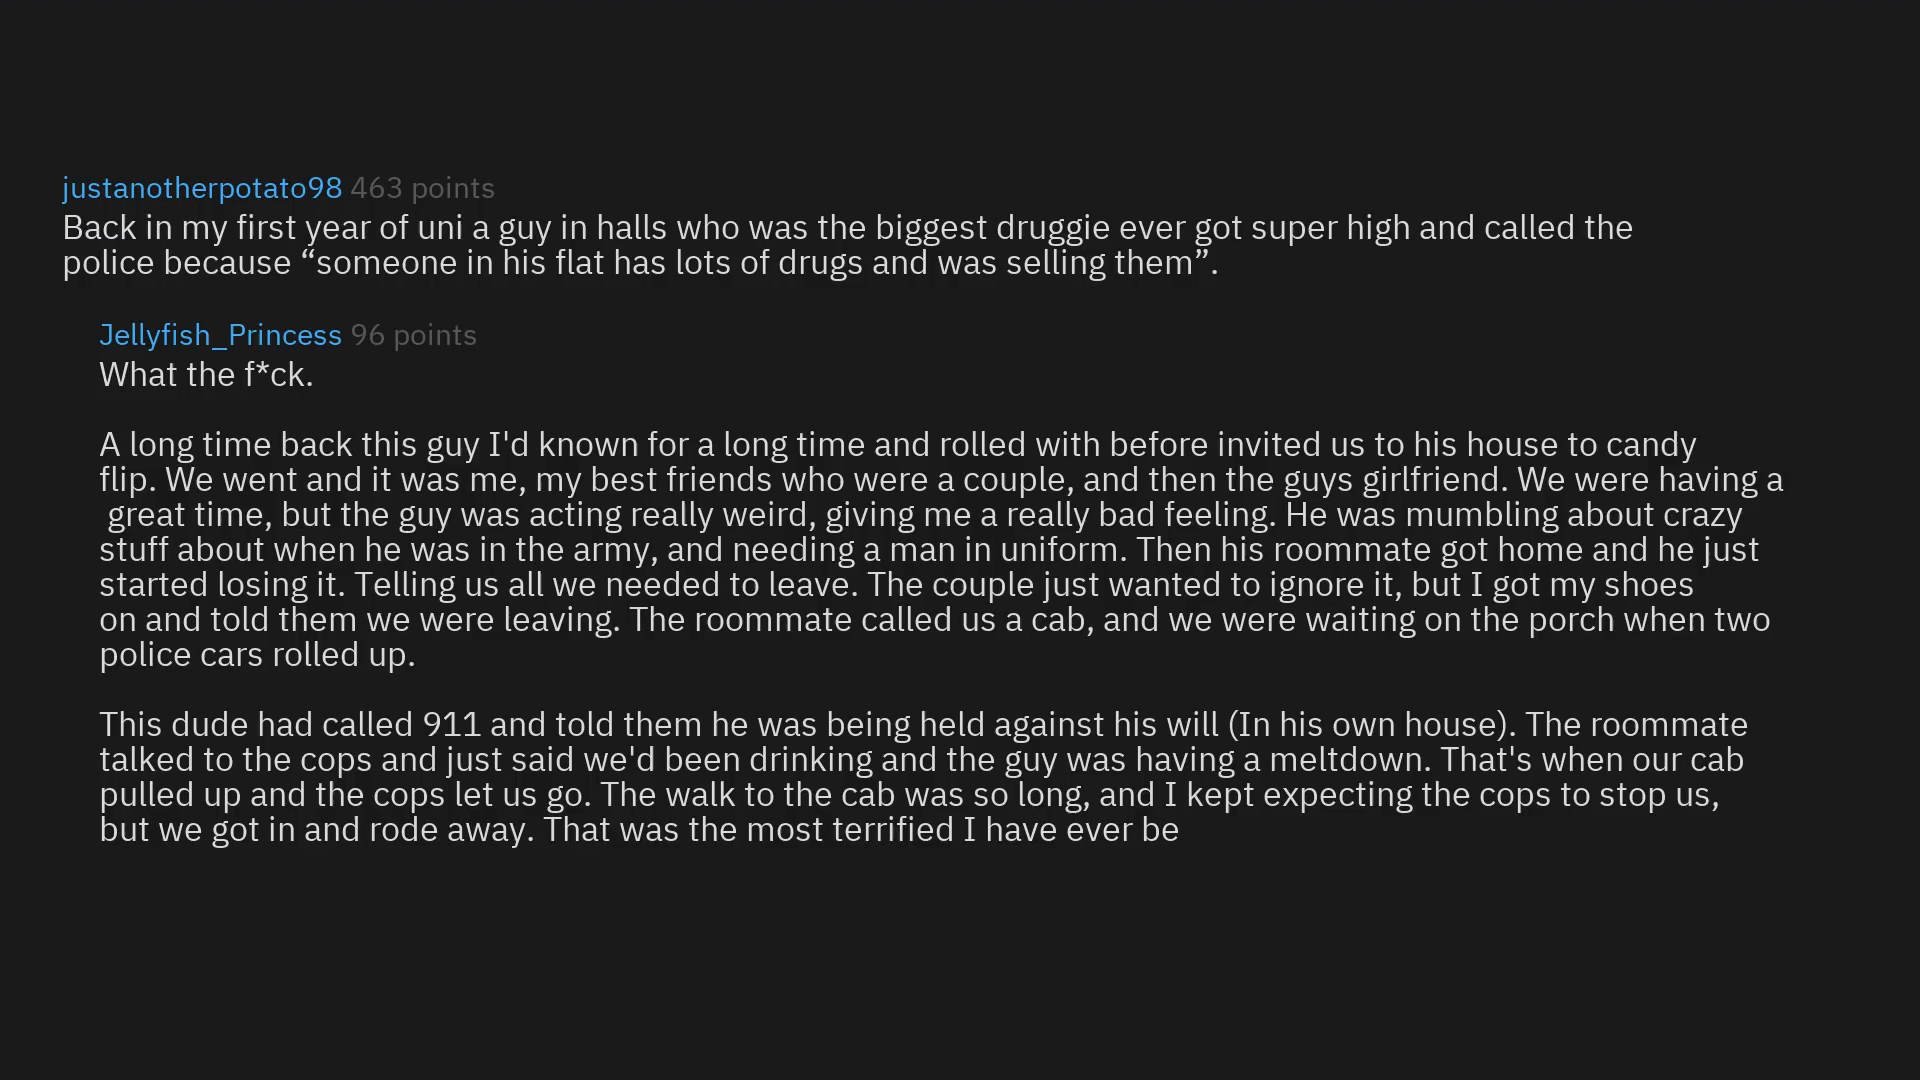 justanotherpotato98 463 points
Back in my first year of uni a guy in halls who was the biggest druggie ever got super high and called the
police because “someone in his flat has lots of drugs and was selling them”.
Jellyfish_Princess 96 points
What the f*ck.
A long time back this guy I'd known for a long time and rolled with before invited us to his house to candy
flip. We went and it was me, my best friends who were a couple, and then the guys girlfriend. We were having a
great time, but the guy was acting really weird, giving me a really bad feeling. He was mumbling about crazy
stuff about when he was in the army, and needing a man in uniform. Then his roommate got home and he just
started losing it. Telling us all we needed to leave. The couple just wanted to ignore it, but I got my shoes
on and told them we were leaving. The roommate called us a cab, and we were waiting on the porch when two
police cars rolled up.
This dude had called 911 and told them he was being held against his will (In his own house). The roommate
talked to the cops and just said we'd been drinking and the guy was having a meltdown. That's when our cab
pulled up and the cops let us go. The walk to the cab was so long, and I kept expecting the cops to stop us,
but we got in and rode away. That was the most terrified I have ever be